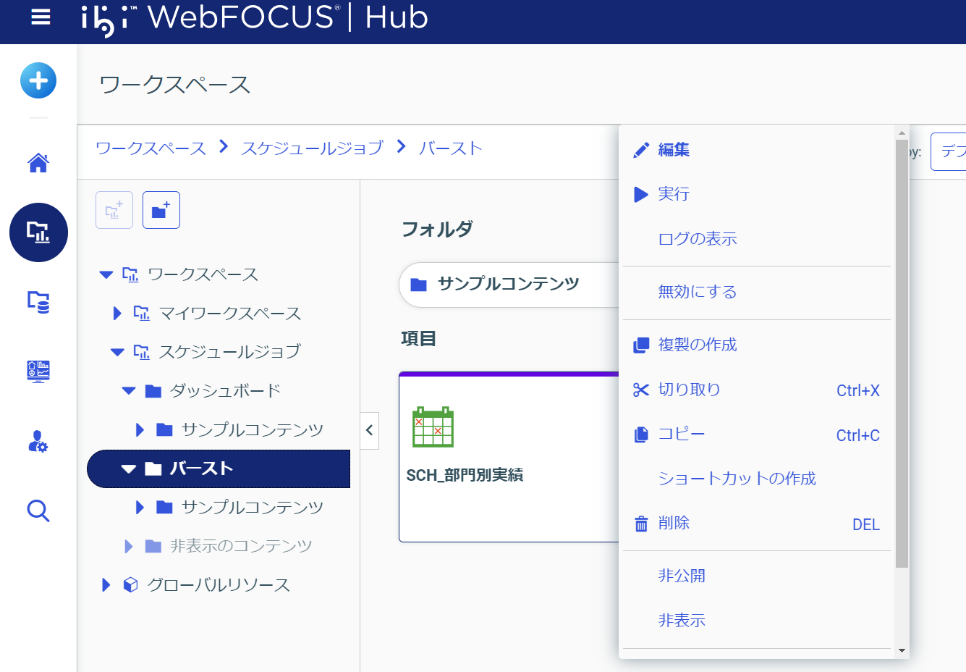 ibi™ WebFOCUS® | Hub
ワークスペース
ワークスペース > スケジュールジョブ > バースト
by:
デフ
ワークスペース
マイワークスペース
スケジュールジョブ
ダッシュボード
サンプルコンテンツ
バースト
サンプルコンテンツ
非表示のコンテンツ
グローバルリソース
フォルダ
サンプルコンテンツ
項目
SCH_部門別実績
編集
実行
ログの表示
無効にする
複製の作成
切り取り Ctrl+X
コピー Ctrl+C
ショートカットの作成
削除 DEL
非公開
非表示